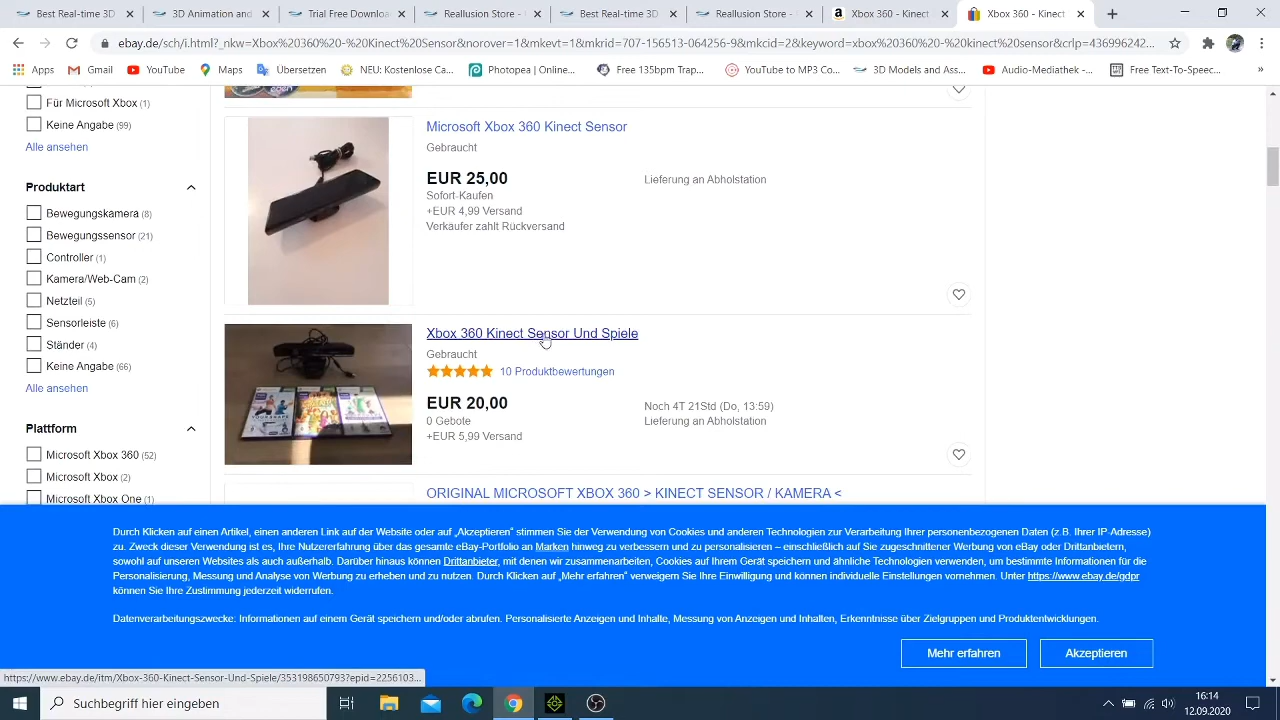 Best Real Time 3
iClone Animation
3D Free Downloa
3D Free Downloa
Best Real-time 3D
Reallusion Store -
Xbox 360 - Kinect
Xbox 360 - Kinect
ebay.de/sch/i.html?_nkw=Xbox%20360%20-%20Kinect%20Sensor&norover=1&mkevt=1&mkrid=707-156513-064256-9&mkcid=2&keyword=xbox%20360%20-%20kinect%20sensor&crlp=436996242...
Apps
Gmail
YouTube
Maps
Übersetzen
NEU: Kostenlose Ca...
Photopea | Online...
Free 135bpm Trap...
YouTube to MP3 Co...
3D Models and Ass...
Audio-Mediathek -...
Free Text-To-Speec...
»
Für Microsoft Xbox (1)
Keine Angabe (99)
Alle ansehen
Produktart
Bewegungskamera (8)
Bewegungssensor (21)
Controller (1)
Kamera/Web-Cam (2)
Netzteil (5)
Sensorleiste (6)
Ständer (4)
Keine Angabe (66)
Alle ansehen
Plattform
Microsoft Xbox 360 (52)
Microsoft Xbox (2)
Microsoft Xbox One (1)
Microsoft Xbox 360 Kinect Sensor
Gebraucht
EUR 25,00
Sofort-Kaufen
+EUR 4,99 Versand
Verkäufer zahlt Rückversand
Lieferung an Abholstation
Xbox 360 Kinect Sensor Und Spiele
Gebraucht
10 Produktbewertungen
EUR 20,00
0 Gebote
+EUR 5,99 Versand
Noch 4T 21Std (Do, 13:59)
Lieferung an Abholstation
ORIGINAL MICROSOFT XBOX 360 > KINECT SENSOR / KAMERA <
Durch Klicken auf einen Artikel, einen anderen Link auf der Website oder auf „Akzeptieren“ stimmen Sie der Verwendung von Cookies und anderen Technologien zur Verarbeitung Ihrer personenbezogenen Daten (z.B. Ihrer IP-Adresse)
zu. Zweck dieser Verwendung ist es, Ihre Nutzererfahrung über das gesamte eBay-Portfolio an Marken hinweg zu verbessern und zu personalisieren – einschließlich auf Sie zugeschnittener Werbung von eBay oder Drittanbietern,
sowohl auf unseren Websites als auch außerhalb. Darüber hinaus können Drittanbieter, mit denen wir zusammenarbeiten, Cookies auf Ihrem Gerät speichern und ähnliche Technologien verwenden, um bestimmte Informationen für die
Personalisierung, Messung und Analyse von Werbung zu erheben und zu nutzen. Durch Klicken auf „Mehr erfahren“ verweigern Sie Ihre Einwilligung und können individuelle Einstellungen vornehmen. Unter https://www.ebay.de/gdpr
können Sie Ihre Zustimmung jederzeit widerrufen.
Datenverarbeitungszwecke: Informationen auf einem Gerät speichern und/oder abrufen. Personalisierte Anzeigen und Inhalte, Messung von Anzeigen und Inhalten, Erkenntnisse über Zielgruppen und Produktentwicklungen.
Mehr erfahren
Akzeptieren
https://www.ebay.de/itm/Xbox-360-Kinect-Sensor-Und-Spiele/353198650793?epid=2256103...
Suchbegriff hier eingeben
16:14
12.09.2020